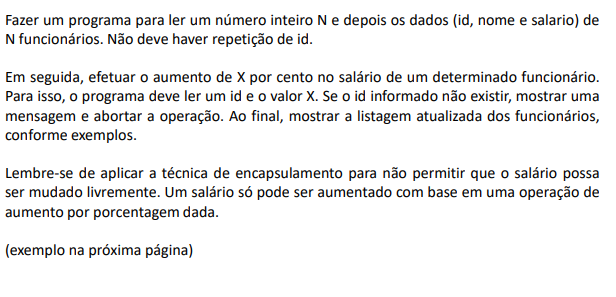 Fazer um programa para ler um número inteiro N e depois os dados (id, nome e salario) de
N funcionários. Não deve haver repetição de id.
Em seguida, efetuar o aumento de X por cento no salário de um determinado funcionário.
Para isso, o programa deve ler um id e o valor X. Se o id informado não existir, mostrar uma
mensagem e abortar a operação. Ao final, mostrar a listagem atualizada dos funcionários,
conforme exemplos.
Lembre-se de aplicar a técnica de encapsulamento para não permitir que o salário possa
ser mudado livremente. Um salário só pode ser aumentado com base em uma operação de
aumento por porcentagem dada.
(exemplo na próxima página)